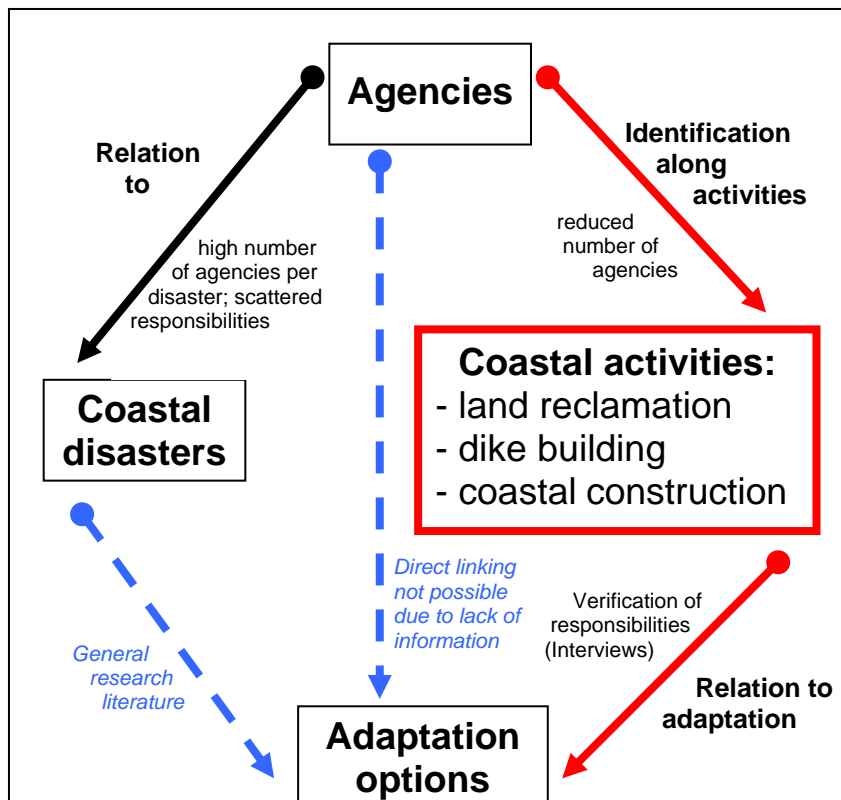 Agencies
Relation
to
high number
of agencies per
disaster; scattered
responsibilities
Identification
along
activities
reduced
number of
agencies
Coastal
disasters
Coastal activities:
- land reclamation
- dike building
- coastal construction
General
research
literature
Direct linking
not possible
due to lack of
information
Verification of
responsibilities
(Interviews)
Relation to
adaptation
Adaptation
options